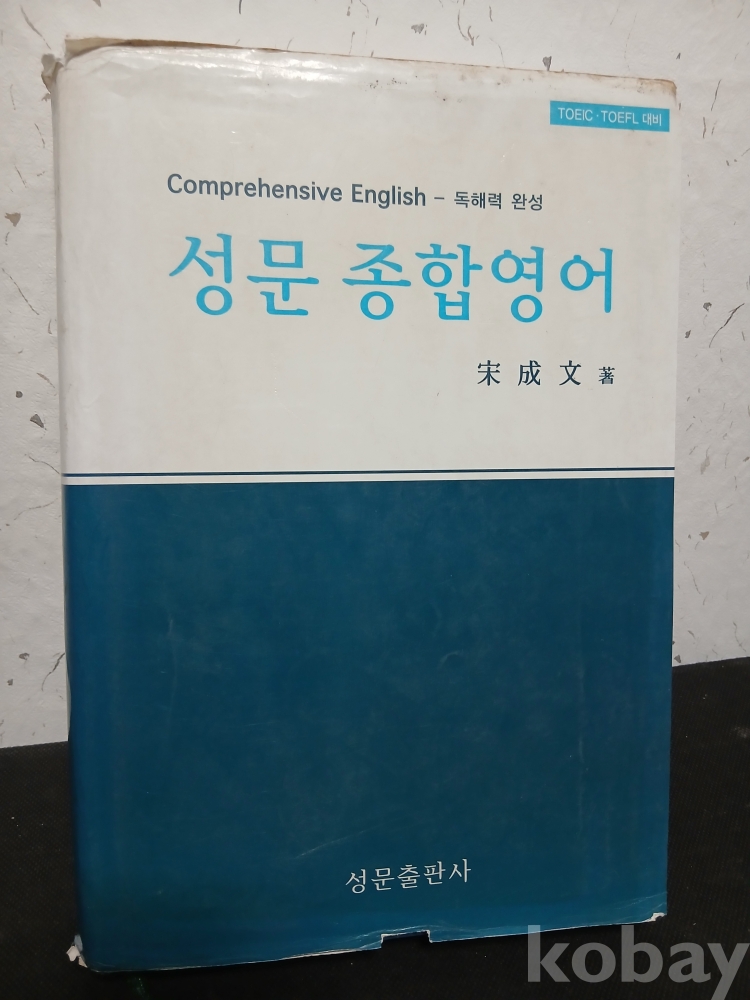 TOEIC · TOEFL 대비
Comprehensive English – 독해력 완성
성문 종합영어
宋 成 文 著
성문출판사
kobay